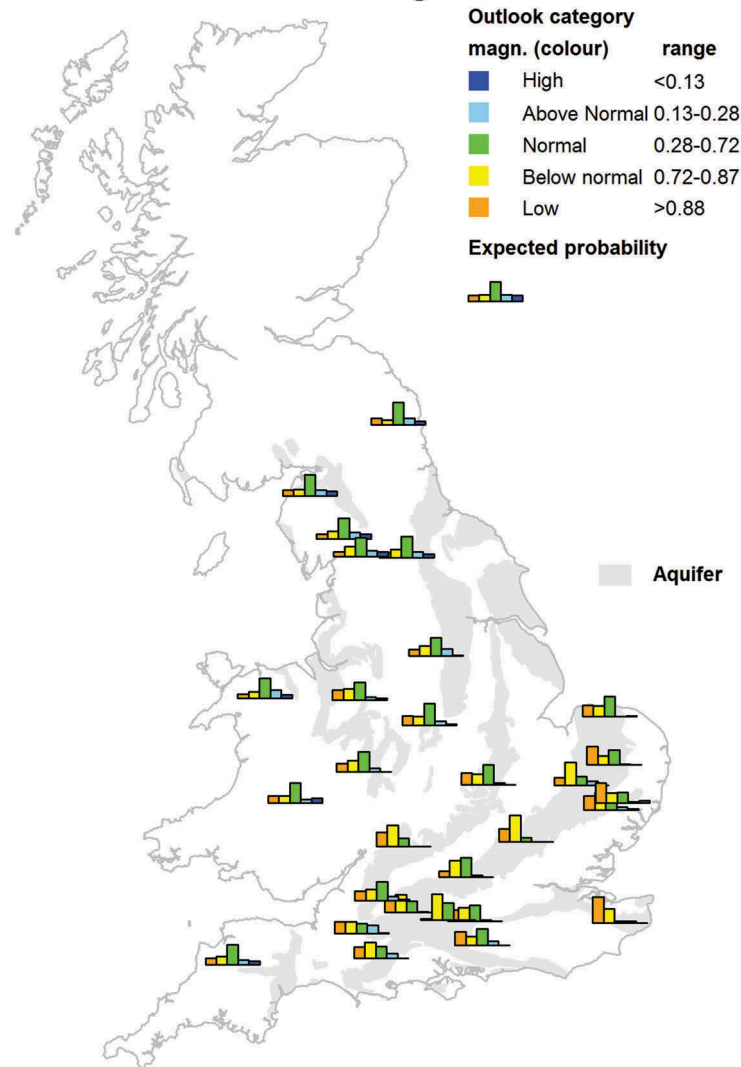 Outlook category
magn. (colour) range
High <0.13
Above Normal 0.13-0.28
Normal 0.28-0.72
Below normal 0.72-0.87
Low >0.88
Expected probability
Aquifer